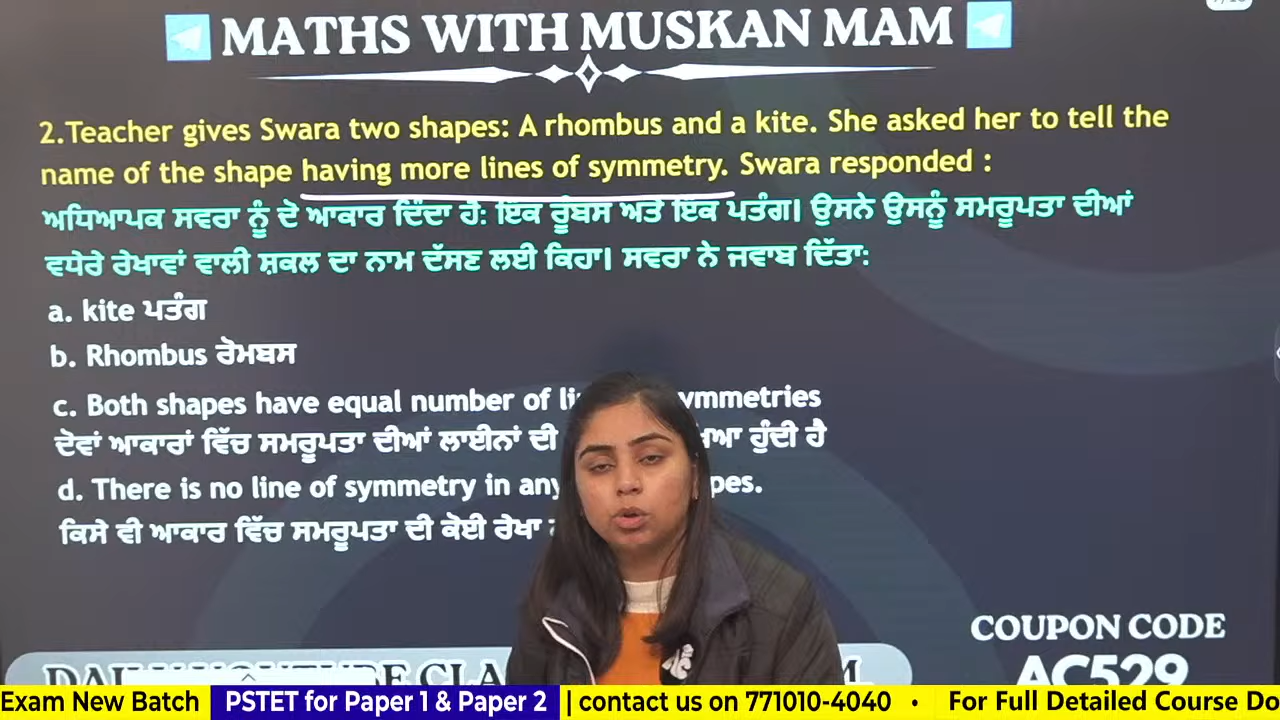 MATHS WITH MUSKAN MAM
2.Teacher gives Swara two shapes: A rhombus and a kite. She asked her to tell the
name of the shape having more lines of symmetry. Swara responded :
ਅਧਿਆਪਕ ਸਵਰਾ ਨੂੰ ਦੋ ਆਕਾਰ ਦਿੰਦਾ ਹੈ: ਇਕ ਰੂੰਬਸ ਅਤੇ ਇਕ ਪਤੰਗ। ਉਸਨੇ ਉਸਨੂੰ ਸਮਰੂਪਤਾ ਦੀਆਂ
ਵਧੇਰੇ ਰੇਖਾਵਾਂ ਵਾਲੀ ਸ਼ਕਲ ਦਾ ਨਾਮ ਦੱਸਣ ਲਈ ਕਿਹਾ। ਸਵਰਾ ਨੇ ਜਵਾਬ ਦਿੱਤਾ:
a. kite ਪਤੰਗ
b. Rhombus ਰੋਮਬਸ
c. Both shapes have equal number of
ਦੋਵਾਂ ਆਕਾਰਾਂ ਵਿੱਚ ਸਮਰੂਪਤਾ ਦੀਆਂ ਲਾਈਨਾਂ ਦੀ ਹੁੰਦੀ ਹੈ
d. There is no line of symmetry in
ਕਿਸੇ ਵੀ ਆਕਾਰ ਵਿੱਚ ਸਮਰੂਪਤਾ ਦੀ ਕੋਈ ਰੇਖਾ
COUPON CODE
AC529
Exam New Batch PSTET for Paper 1 & Paper 2 | contact us on 771010-4040 • For Full Detailed Course